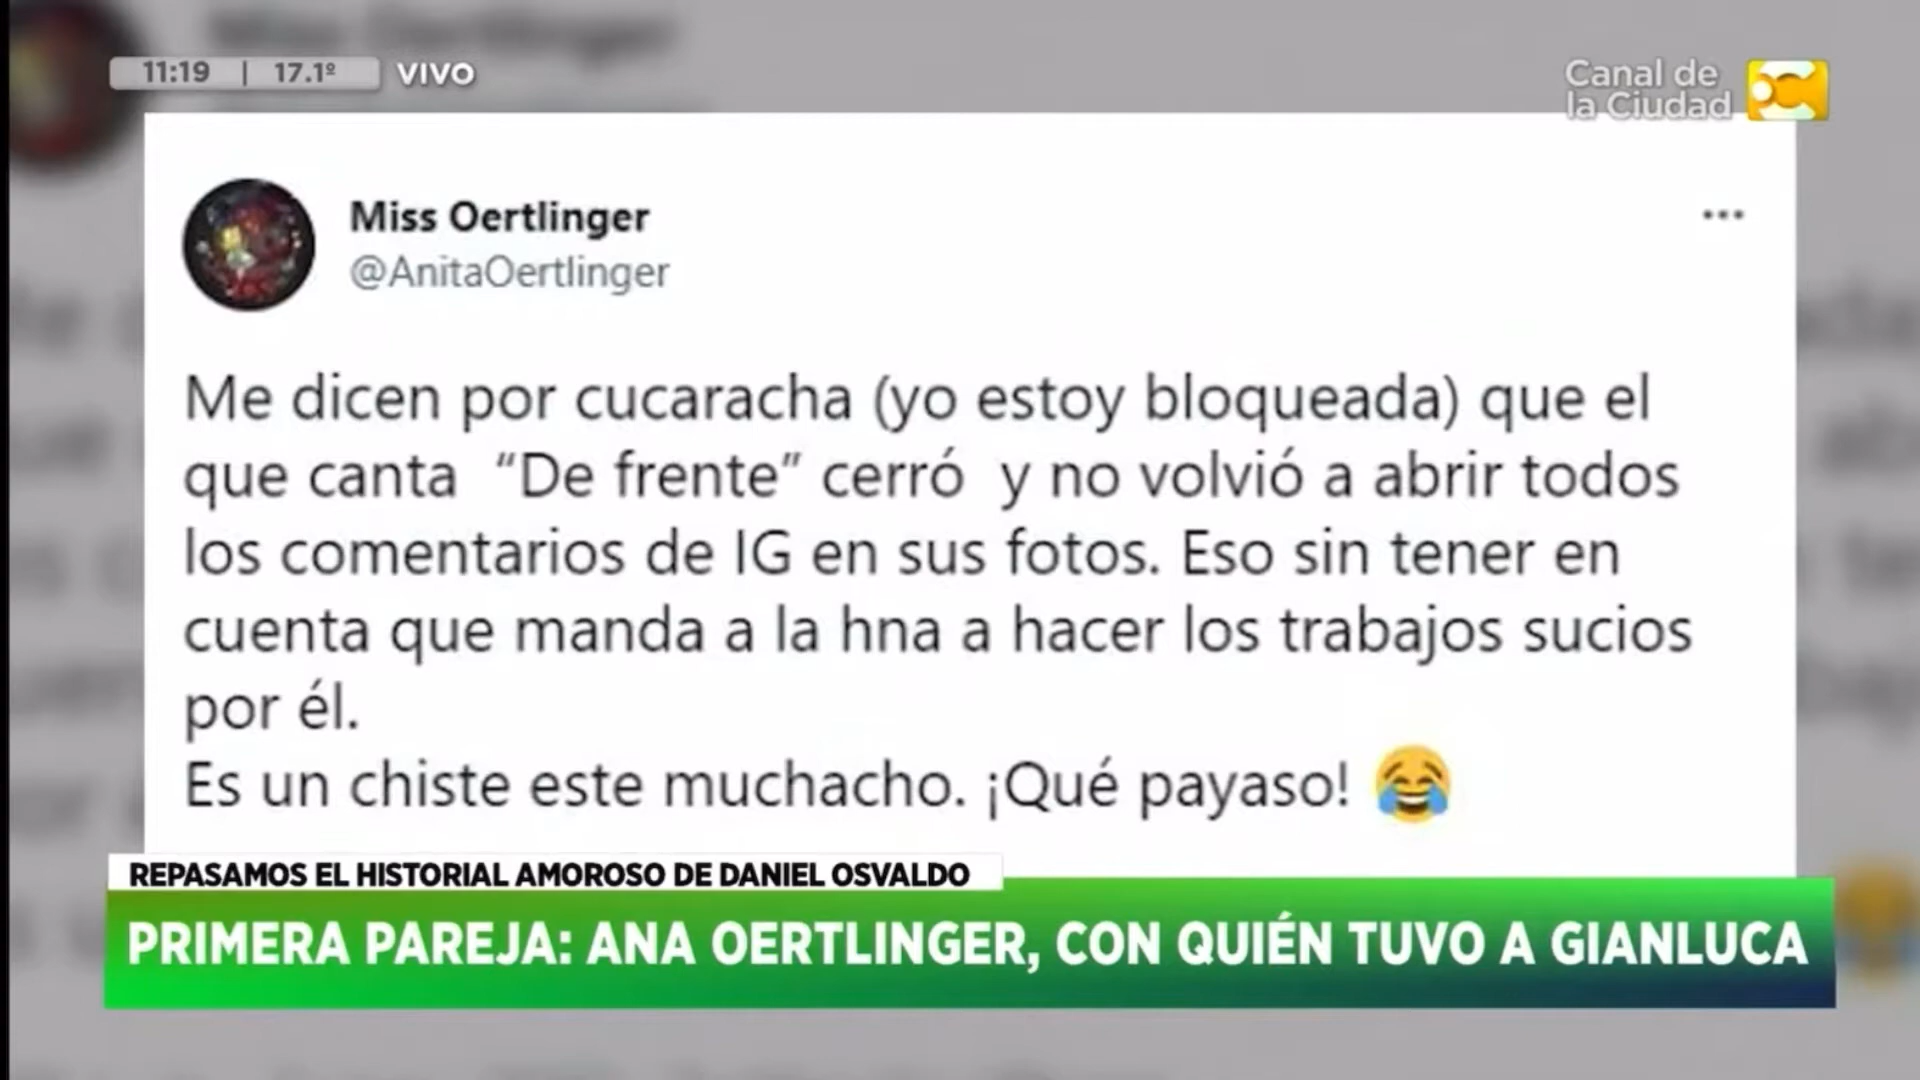 11:19 | 17.1º VIVO
Canal de
la Ciudad
Miss Oertlinger
@AnitaOertlinger
Me dicen por cucaracha (yo estoy bloqueada) que el
que canta “De frente” cerró y no volvió a abrir todos
los comentarios de IG en sus fotos. Eso sin tener en
cuenta que manda a la hna a hacer los trabajos sucios
por él.
Es un chiste este muchacho. ¡Qué payaso! 😂
REPASAMOS EL HISTORIAL AMOROSO DE DANIEL OSVALDO
PRIMERA PAREJA: ANA OERTLINGER, CON QUIÉN TUVO A GIANLUCA